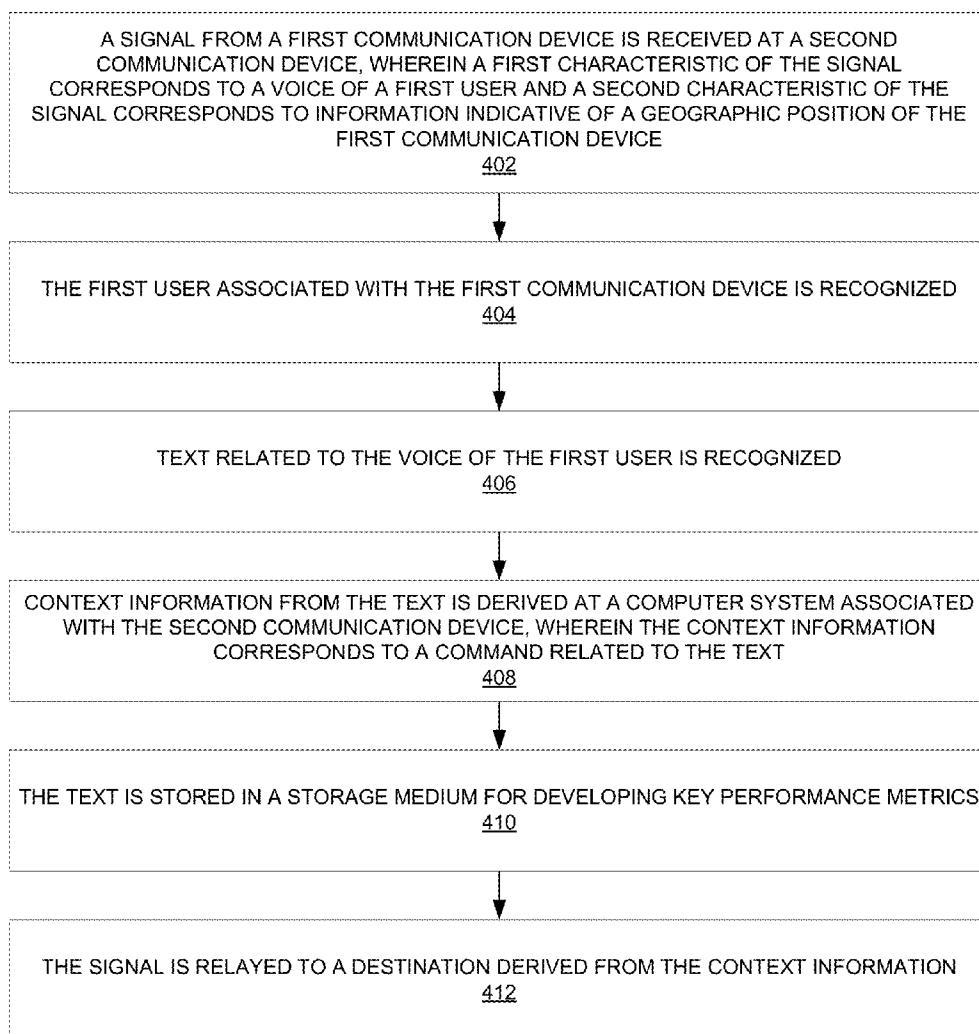 A SIGNAL FROM A FIRST COMMUNICATION DEVICE IS RECEIVED AT A SECOND
COMMUNICATION DEVICE, WHEREIN A FIRST CHARACTERISTIC OF THE SIGNAL
CORRESPONDS TO A VOICE OF A FIRST USER AND A SECOND CHARACTERISTIC OF THE
SIGNAL CORRESPONDS TO INFORMATION INDICATIVE OF A GEOGRAPHIC POSITION OF THE
FIRST COMMUNICATION DEVICE
402
THE FIRST USER ASSOCIATED WITH THE FIRST COMMUNICATION DEVICE IS RECOGNIZED
404
TEXT RELATED TO THE VOICE OF THE FIRST USER IS RECOGNIZED
406
CONTEXT INFORMATION FROM THE TEXT IS DERIVED AT A COMPUTER SYSTEM ASSOCIATED
WITH THE SECOND COMMUNICATION DEVICE, WHEREIN THE CONTEXT INFORMATION
CORRESPONDS TO A COMMAND RELATED TO THE TEXT
408
THE TEXT IS STORED IN A STORAGE MEDIUM FOR DEVELOPING KEY PERFORMANCE METRICS
410
THE SIGNAL IS RELAYED TO A DESTINATION DERIVED FROM THE CONTEXT INFORMATION
412